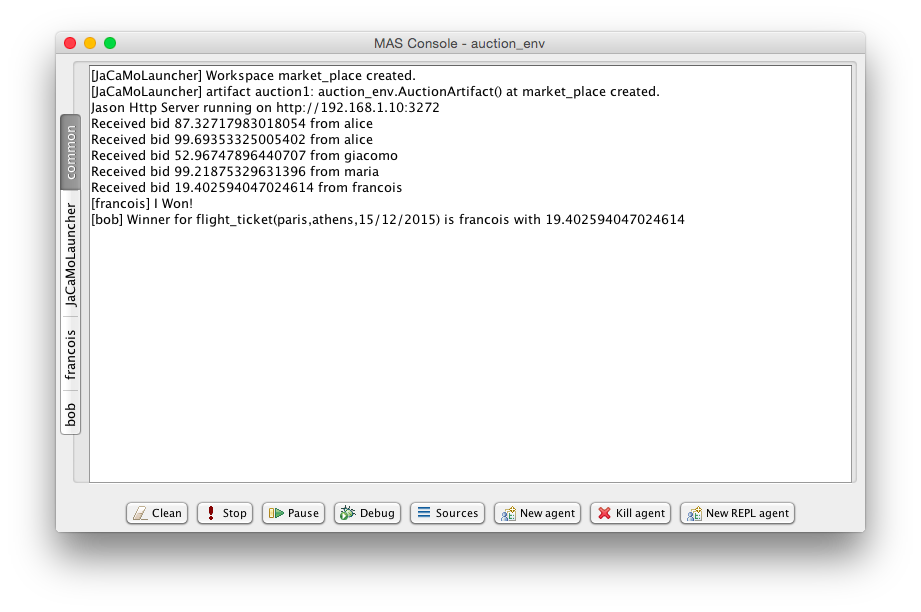 MAS Console - auction_env
[JaCaMoLauncher] Workspace market_place created.
[JaCaMoLauncher] artifact auction1: auction_env.AuctionArtifact() at market_place created.
Jason Http Server running on http://192.168.1.10:3272
Received bid 87.32717983018054 from alice
Received bid 99.69353325005402 from alice
Received bid 52.96747896440707 from giacomo
Received bid 99.21875329631396 from maria
Received bid 19.402594047024614 from francois
[francois] I Won!
[bob] Winner for flight_ticket(paris,athens,15/12/2015) is francois with 19.402594047024614
common
JaCaMoLauncher
francois
bob
Clean
Stop
Pause
Debug
Sources
New agent
Kill agent
New REPL agent